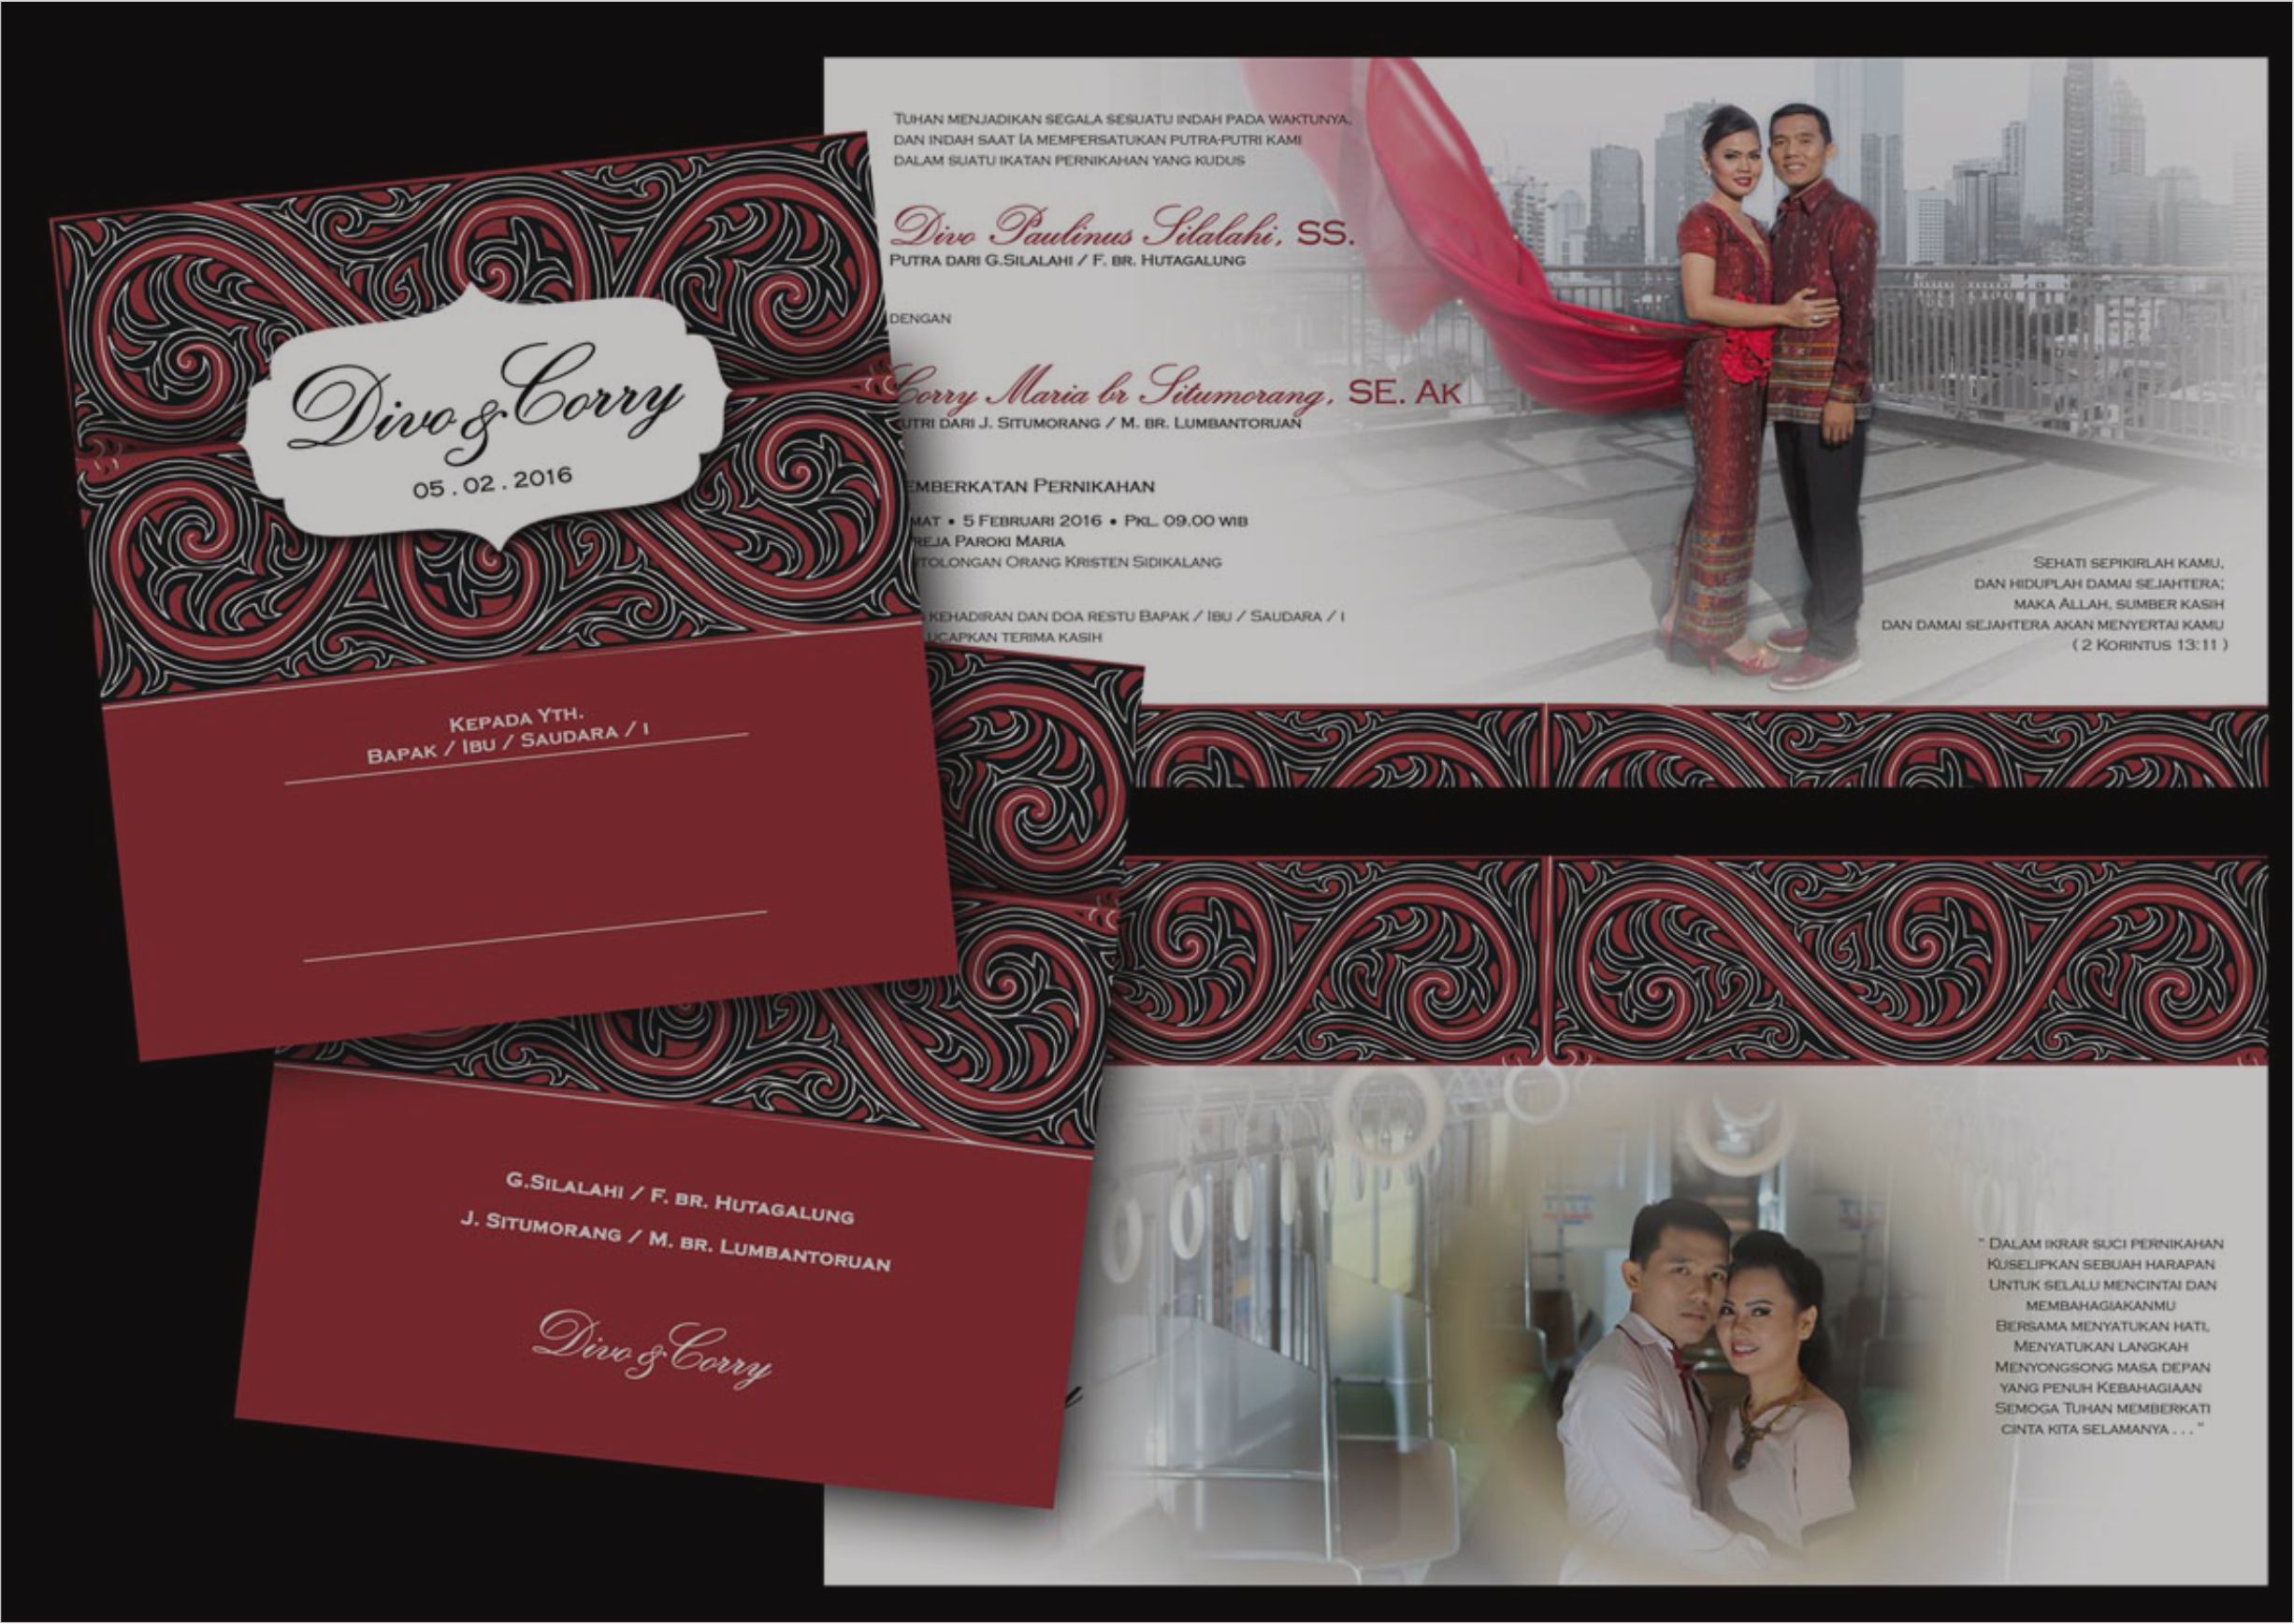 Divo & Corry
05 . 02 . 2016
KEPADA YTH.
BAPAK / IBU / SAUDARA / I
G.SILALAHI / F. BR. HUTAGALUNG
J. SITUMORANG / M. BR. LUMBANTORUAN
Divo & Corry
TUHAN MENJADIKAN SEGALA SESUATU INDAH PADA WAKTUNYA,
DAN INDAH SAAT IA MEMPERSATUKAN PUTRA-PUTRI KAMI
DALAM SUATU IKATAN PERNIKAHAN YANG KUDUS
Divo Paulinus Silalahi, SS.
PUTRA DARI G.SILALAHI / F. BR. HUTAGALUNG
DENGAN
Corry Maria br Situmorang, SE. AK
UTRI DARI J. SITUMORANG / M. BR. LUMBANTORUAN
EMBERKATAN PERNIKAHAN
MAT • 5 FEBRUARI 2016 • PKL. 09.00 WIB
REJA PAROKI MARIA
TOLONGAN ORANG KRISTEN SIDIKALANG
KEHADIRAN DAN DOA RESTU BAPAK / IBU / SAUDARA / I
UCAPKAN TERIMA KASIH
SEHATI SEPIKIRLAH KAMU,
DAN HIDUPLAH DAMAI SEJAHTERA;
MAKA ALLAH, SUMBER KASIH
DAN DAMAI SEJAHTERA AKAN MENYERTAI KAMU
( 2 KORINTUS 13:11 )
" DALAM IKRAR SUCI PERNIKAHAN
KUSELIPKAN SEBUAH HARAPAN
UNTUK SELALU MENCINTAI DAN
MEMBAHAGIAKANMU
BERSAMA MENYATUKAN HATI,
MENYATUKAN LANGKAH
MENYONGSONG MASA DEPAN
YANG PENUH KEBAHAGIAAN
SEMOGA TUHAN MEMBERKATI
CINTA KITA SELAMANYA . . . "